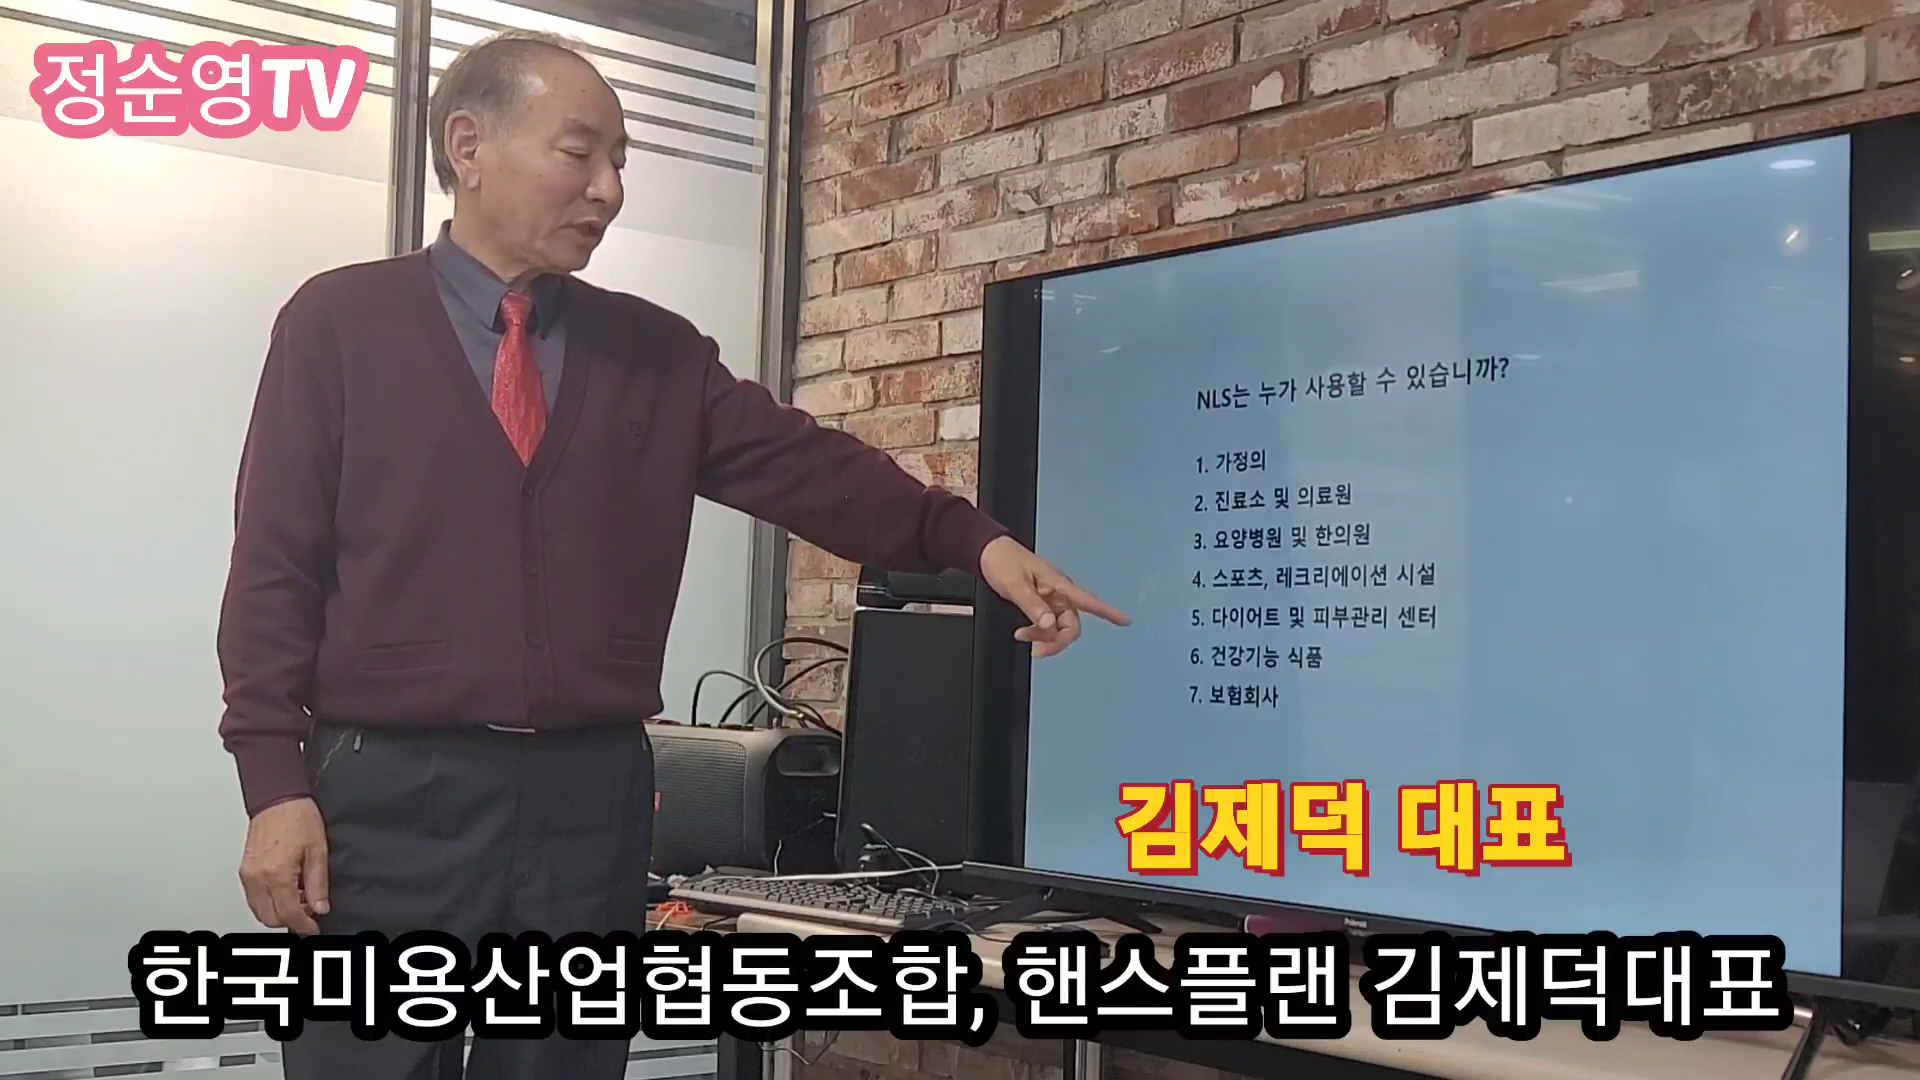 정순영TV
NLS는 누가 사용할 수 있습니까?
1. 가정의
2. 진료소 및 의료원
3. 요양병원 및 한의원
4. 스포츠, 레크리에이션 시설
5. 다이어트 및 피부관리 센터
6. 건강기능 식품
7. 보험회사
김제덕 대표
Polaroid
한국미용산업협동조합, 핸스플랜 김제덕대표